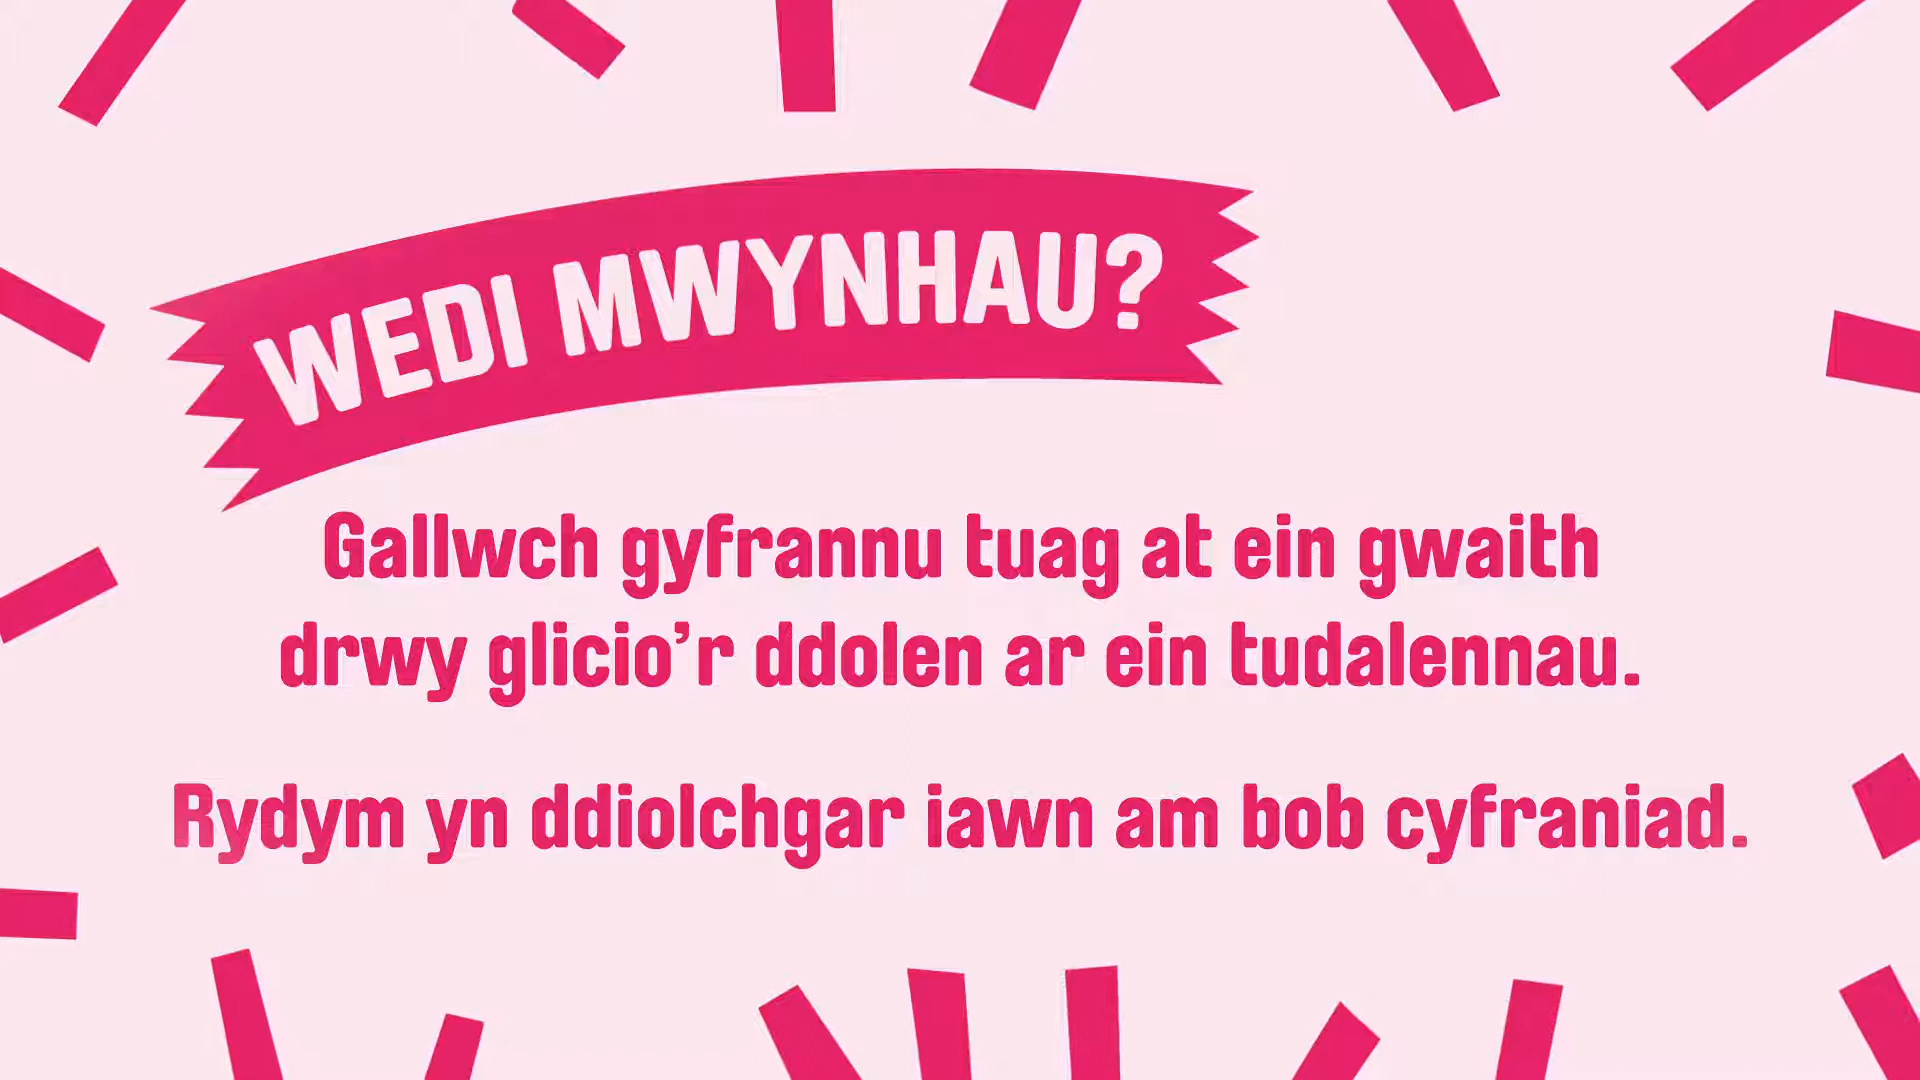 WEDI MWYNHAU?
Gallwch gyfrannu tuag at ein gwaith
drwy glicio’r ddolen ar ein tudalennau.
Rydym yn ddiolchgar iawn am bob cyfraniad.